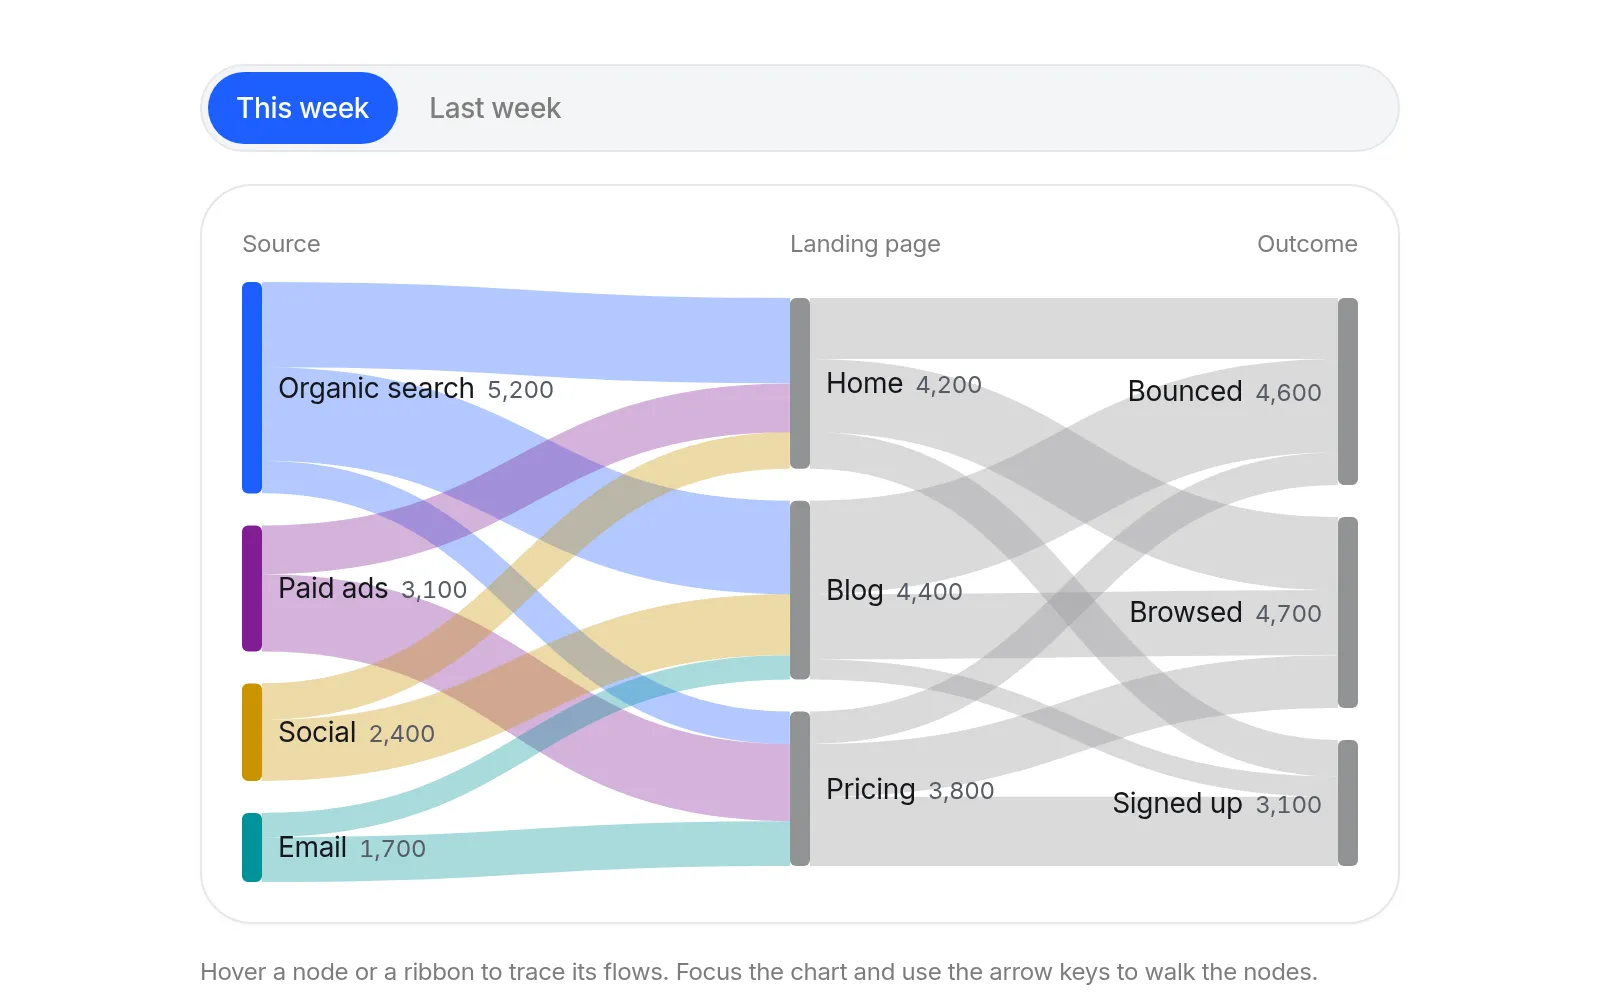 This week Last week
Source Landing page Outcome
Organic search 5,200
Home 4,200
Bounced 4,600
Paid ads 3,100
Blog 4,400
Browsed 4,700
Social 2,400
Pricing 3,800
Signed up 3,100
Email 1,700
Hover a node or a ribbon to trace its flows. Focus the chart and use the arrow keys to walk the nodes.